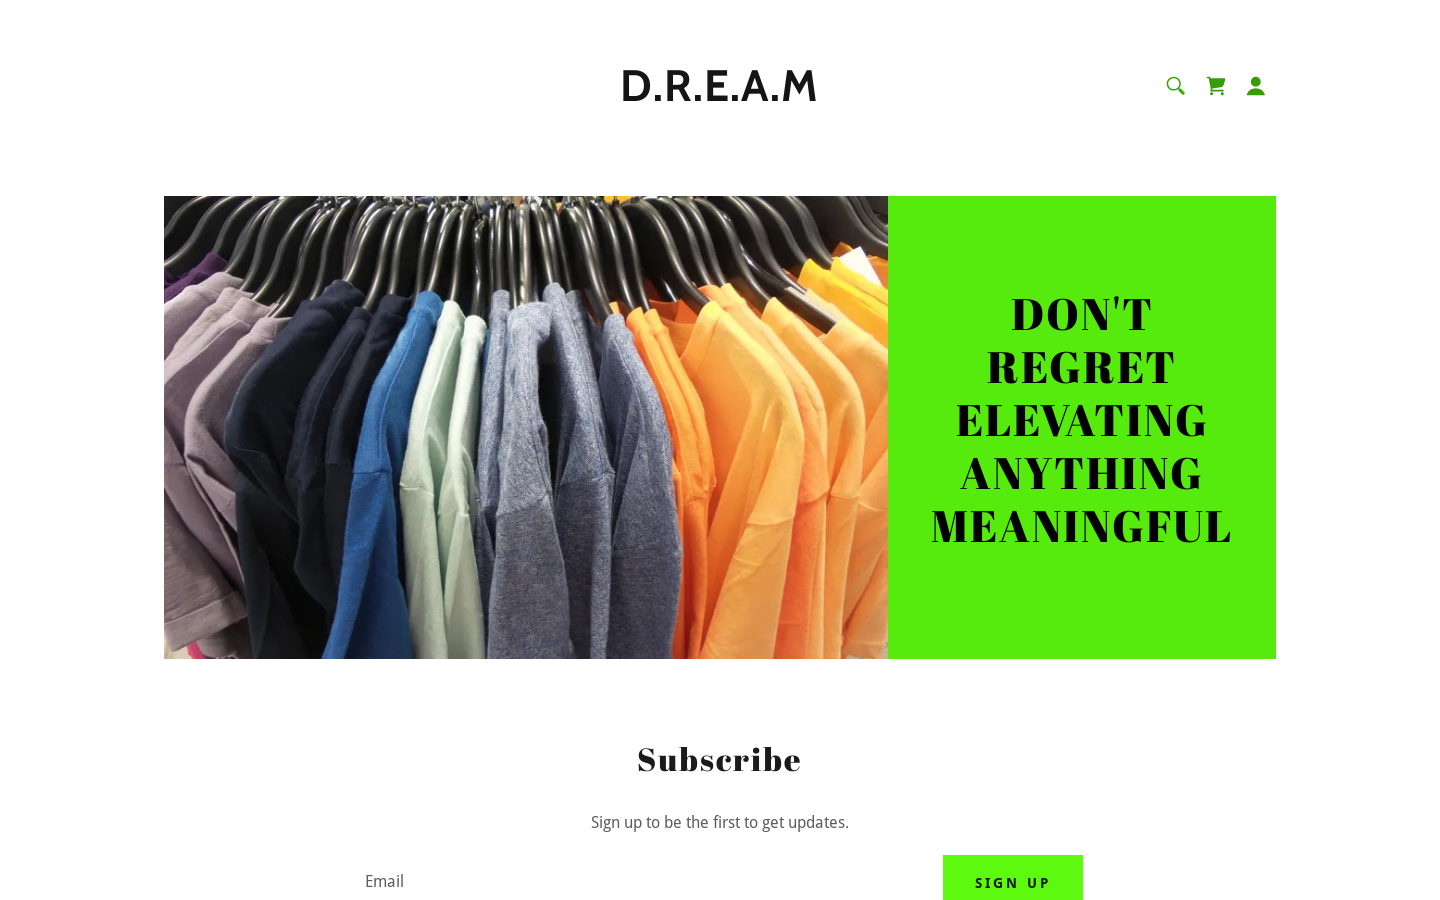 D.R.E.A.M
DON'T
REGRET
ELEVATING
ANYTHING
MEANINGFUL
Subscribe
Sign up to be the first to get updates.
Email
SIGN UP